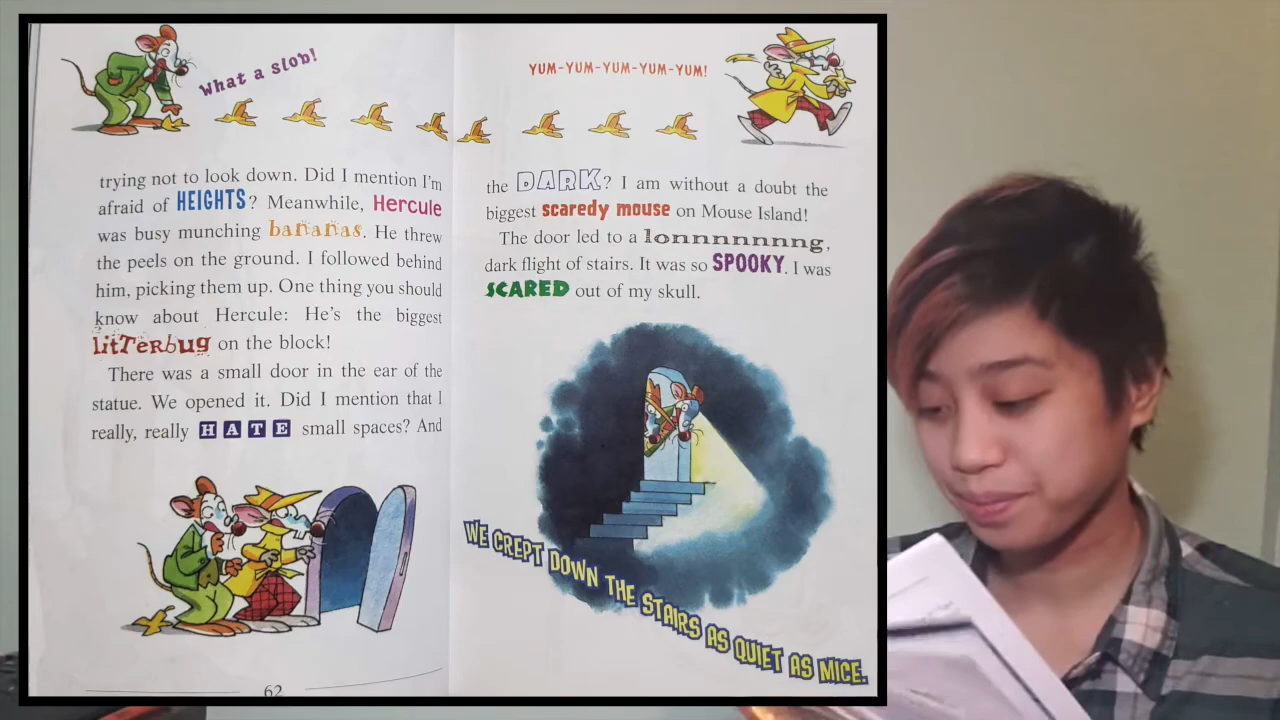 What a slob!
trying not to look down. Did I mention I'm
afraid of HEIGHTS? Meanwhile, Hercule
was busy munching bananas. He threw
the peels on the ground. I followed behind
him, picking them up. One thing you should
know about Hercule: He's the biggest
litTerbug on the block!
There was a small door in the ear of the
statue. We opened it. Did I mention that I
really, really HATE small spaces? And
62
YUM-YUM-YUM-YUM-YUM!
the DARK? I am without a doubt the
biggest scaredy mouse on Mouse Island!
The door led to a lonnnnnnnng,
dark flight of stairs. It was so SPOOKY. I was
SCARED out of my skull.
WE CREPT DOWN THE STAIRS AS QUIET AS MICE.